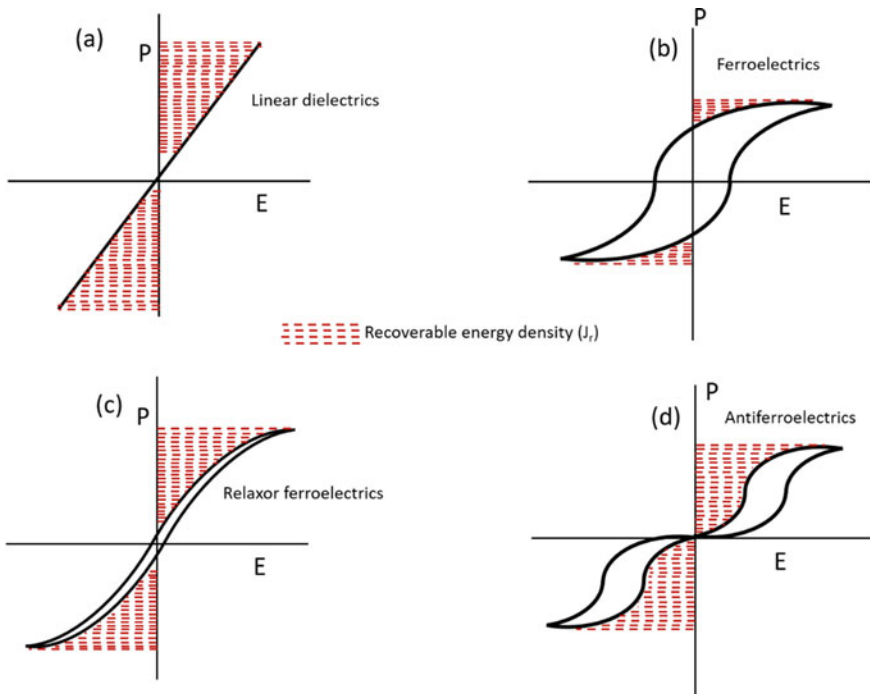 (a)
P
Linear dielectrics
E
P
(b)
Ferroelectrics
E
Recoverable energy density (Jr)
(c)
P
Relaxor ferroelectrics
E
P
(d)
Antiferroelectrics
E